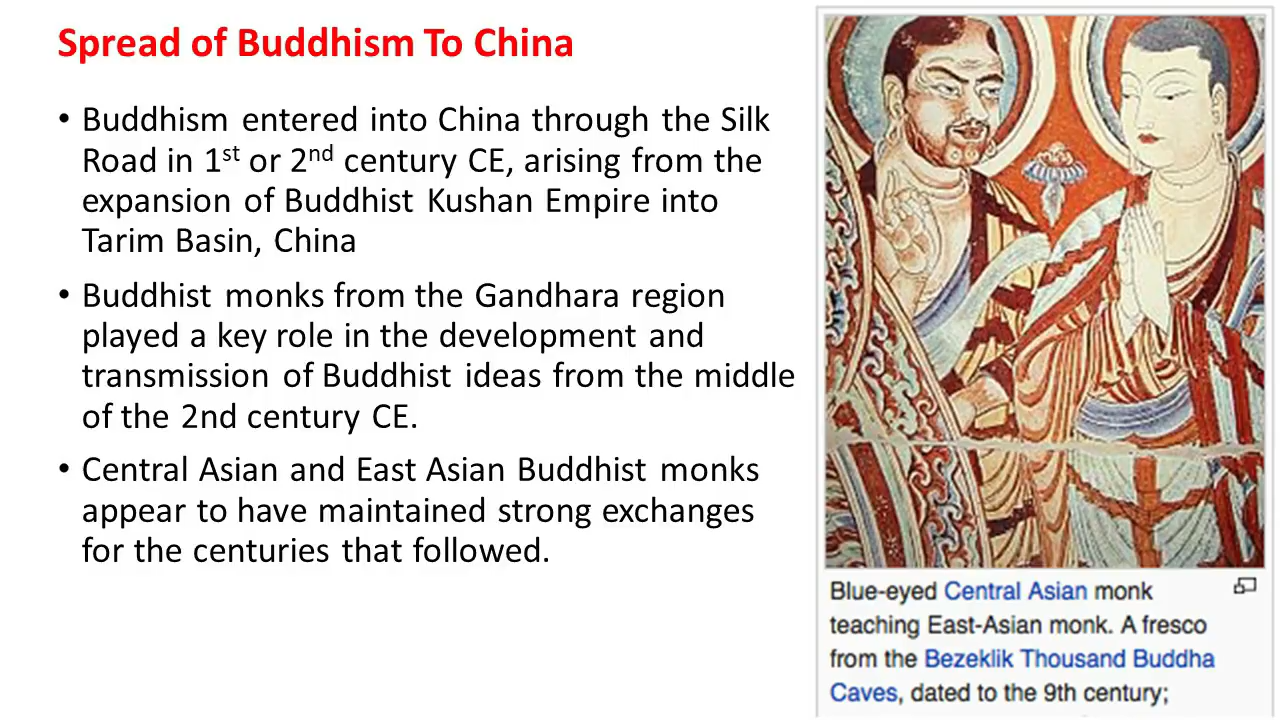 Spread of Buddhism To China
• Buddhism entered into China through the Silk
Road in 1st or 2nd century CE, arising from the
expansion of Buddhist Kushan Empire into
Tarim Basin, China
• Buddhist monks from the Gandhara region
played a key role in the development and
transmission of Buddhist ideas from the middle
of the 2nd century CE.
• Central Asian and East Asian Buddhist monks
appear to have maintained strong exchanges
for the centuries that followed.
Blue-eyed Central Asian monk
teaching East-Asian monk. A fresco
from the Bezeklik Thousand Buddha
Caves, dated to the 9th century;